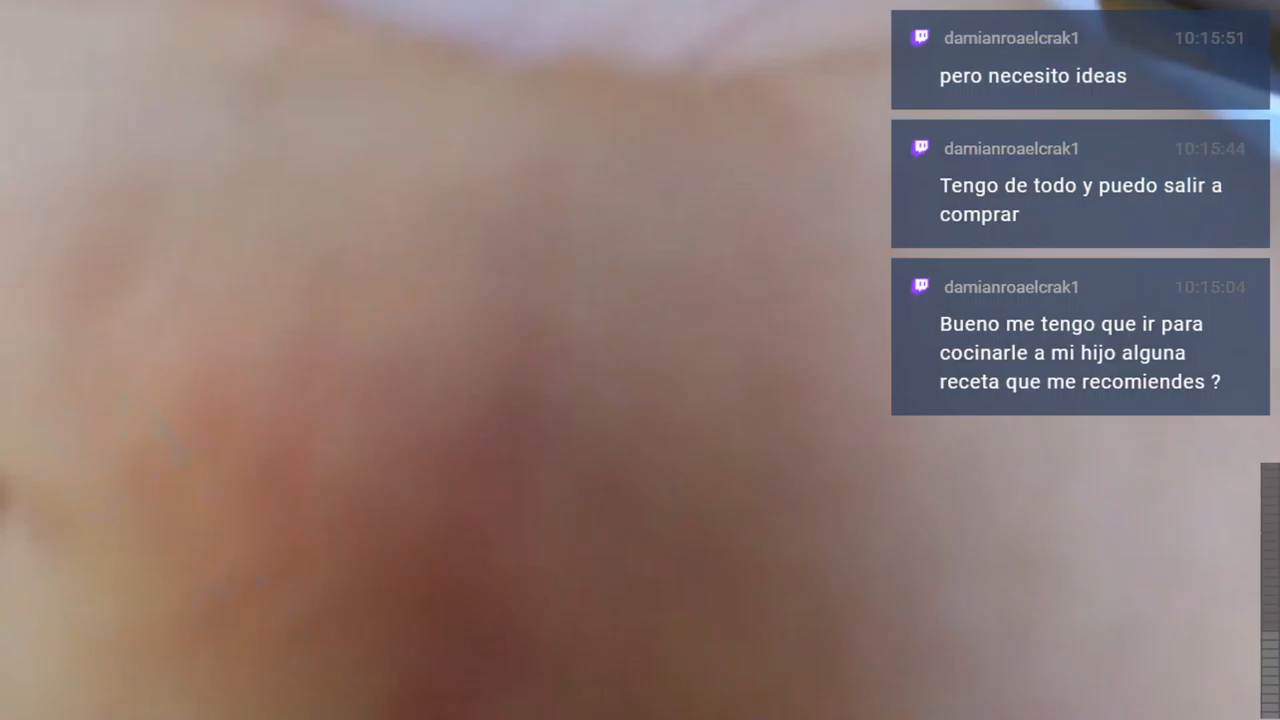 damianroaelcrak1 10:15:51
pero necesito ideas
damianroaelcrak1 10:15:44
Tengo de todo y puedo salir a
comprar
damianroaelcrak1 10:15:04
Bueno me tengo que ir para
cocinarle a mi hijo alguna
receta que me recomiendes ?